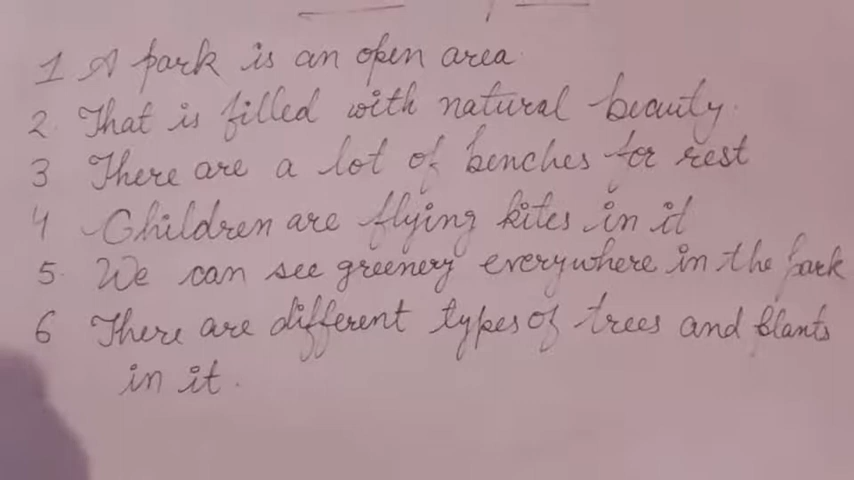 1 A park is an open area
2. That is filled with natural beauty.
3 There are a lot of benches for rest
4 Children are flying kites in it
5. We can see greenery everywhere in the park
6 There are different types of trees and plants
in it.